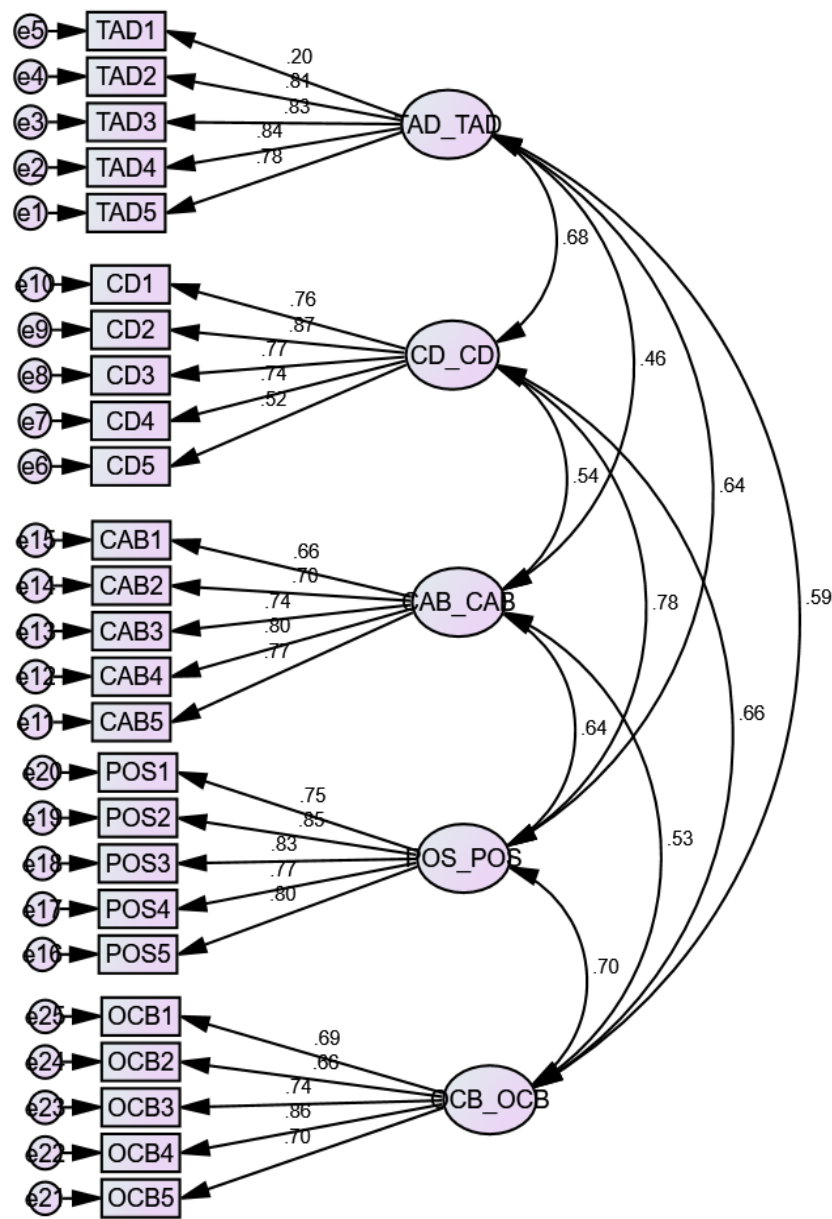 e5 TAD1
.20
e4 TAD2
.81
e3 TAD3
.83
TAD_TAD
.84
e2 TAD4
.78
e1 TAD5
.68
e10 CD1
.76
e9 CD2
.87
.77
CD_CD
e8 CD3
.46
.74
e7 CD4
.52
e6 CD5
.54
.64
e15 CAB1
.66
e14 CAB2
.70
.74
CAB_CAB
.78
.59
e13 CAB3
.80
e12 CAB4
.77
e11 CAB5
.64
.66
e20 POS1
.75
e19 POS2
.85
.83
.53
e18 POS3
POS_POS
.77
e17 POS4
.80
e16 POS5
.70
e25 OCB1
.69
e24 OCB2
.66
.74
OCB_OCB
e23 OCB3
.86
e22 OCB4
.70
e21 OCB5